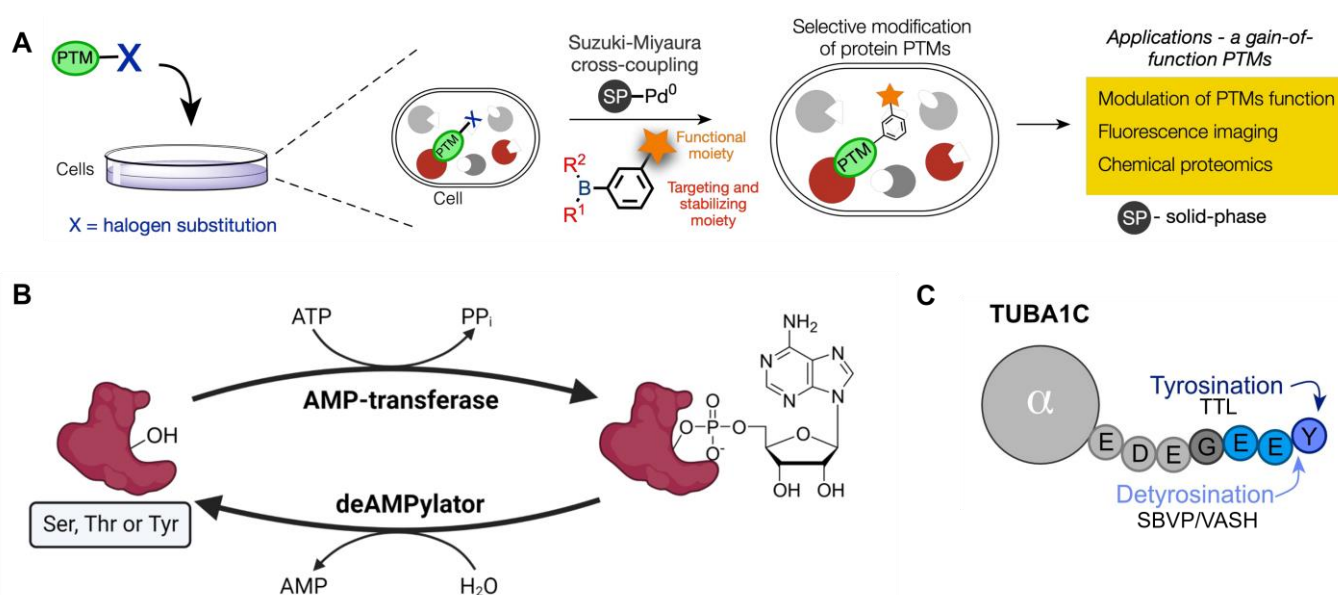 A
PTM
X
Cells
X = halogen substitution
PTM
X
Cell
Suzuki-Miyaura
cross-coupling
SP-Pd⁰
R²
B
R¹
Functional
moiety
Targeting and
stabilizing
moiety
Selective modification
of protein PTMs
PTM
Applications - a gain-of-
function PTMs
Modulation of PTMs function
Fluorescence imaging
Chemical proteomics
SP - solid-phase
B
ATP
PPᵢ
AMP-transferase
OH
Ser, Thr or Tyr
deAMPylator
AMP
H₂O
NH₂
N
N
N
N
O
O
P
O
O-
O
OH
OH
C
TUBA1C
α
Tyrosination
TTL
E
D
E
G
E
E
Y
Detyrosination
SBVP/VASH